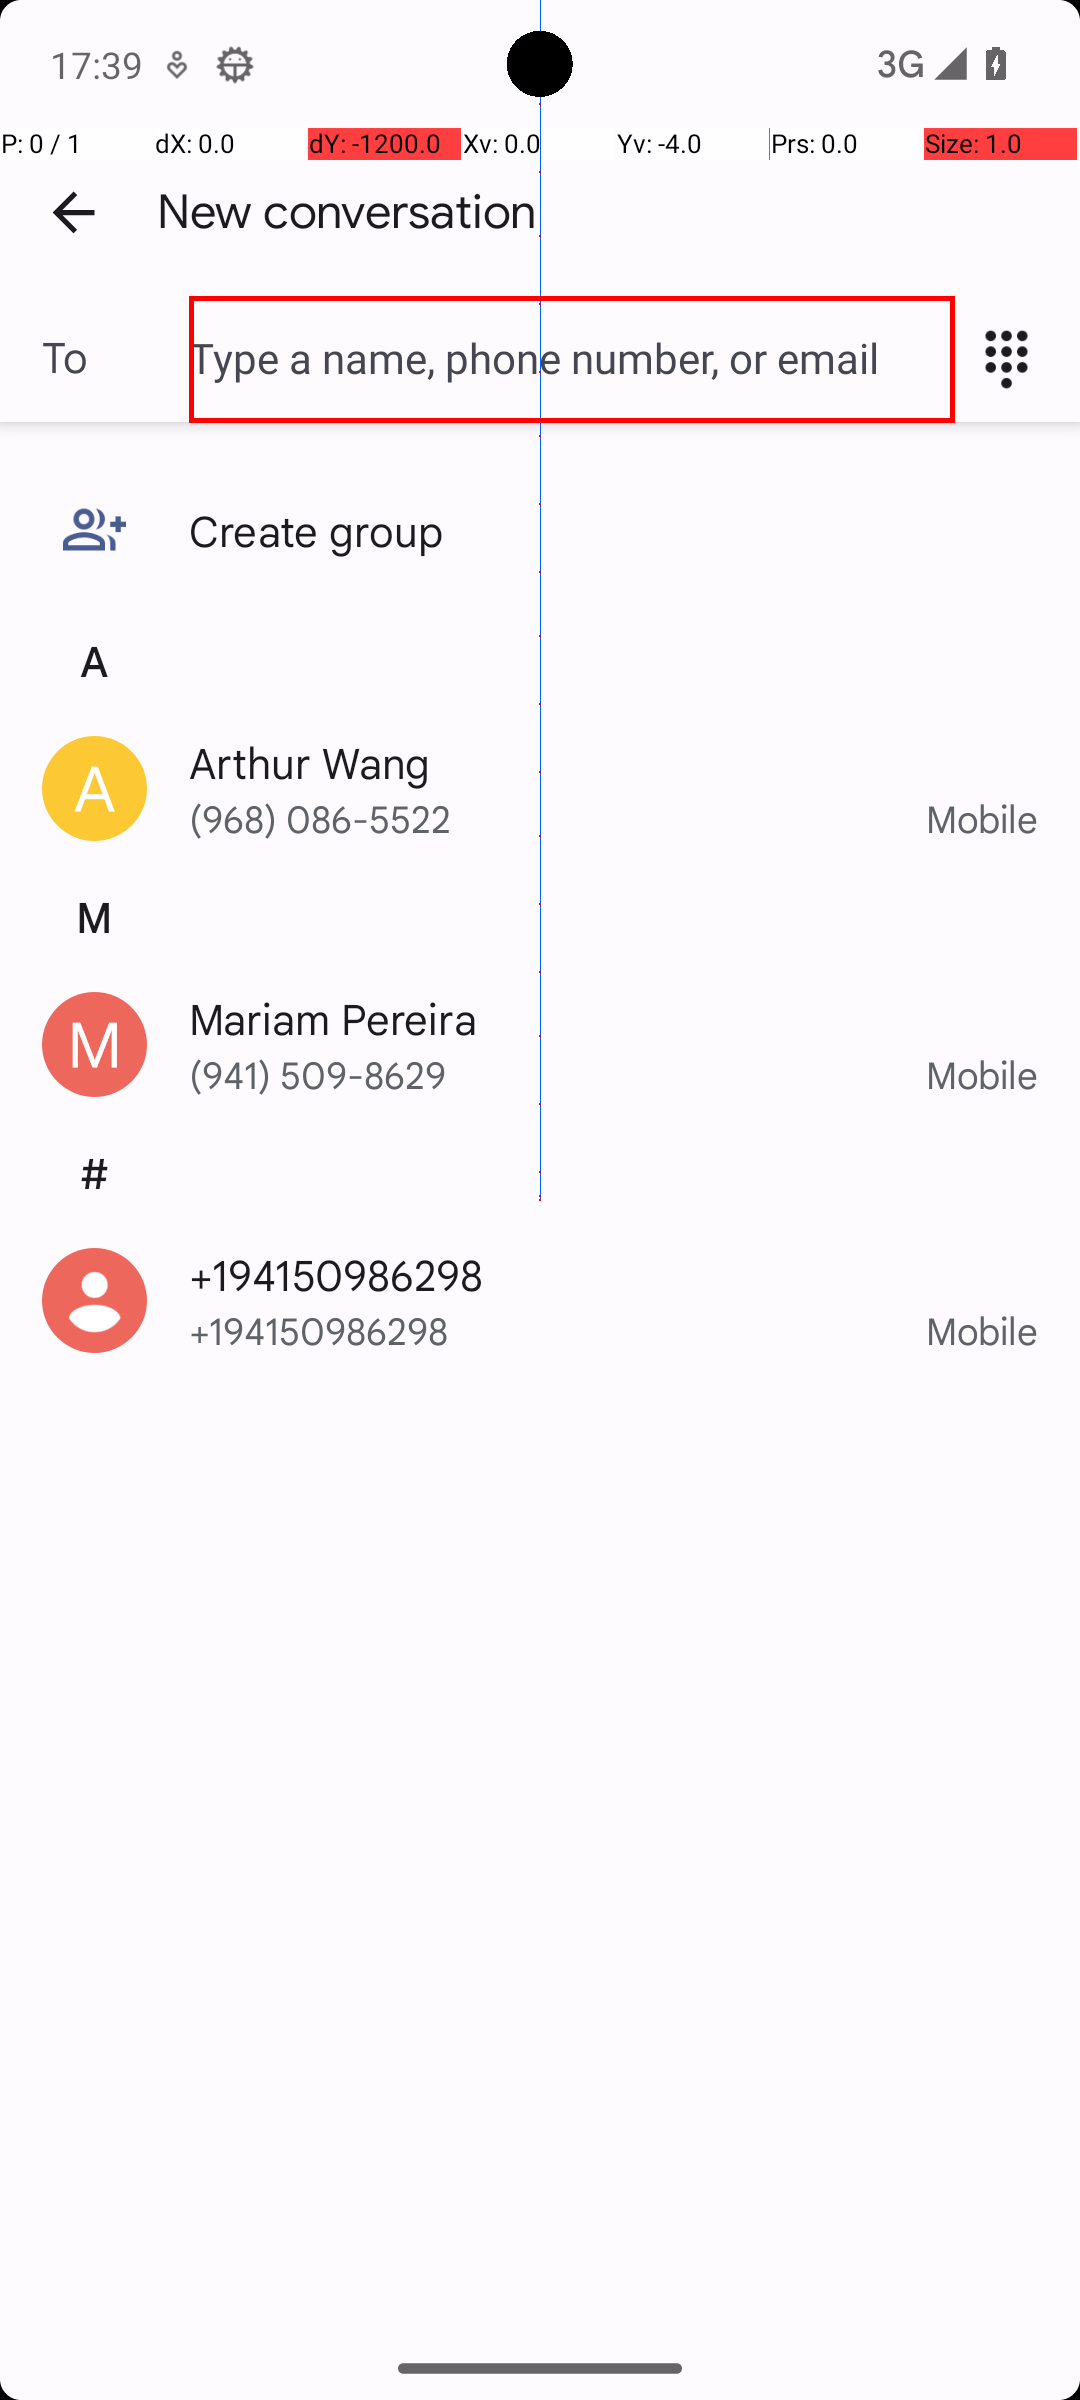 17:39
3G
P: 0 / 1 dX: 0.0 dY: -1200.0 Xv: 0.0 Yv: -4.0 Prs: 0.0 Size: 1.0
New conversation
To Type a name, phone number, or email
Create group
A
A Arthur Wang
(968) 086-5522 Mobile
M
M Mariam Pereira
(941) 509-8629 Mobile
#
+194150986298
+194150986298 Mobile